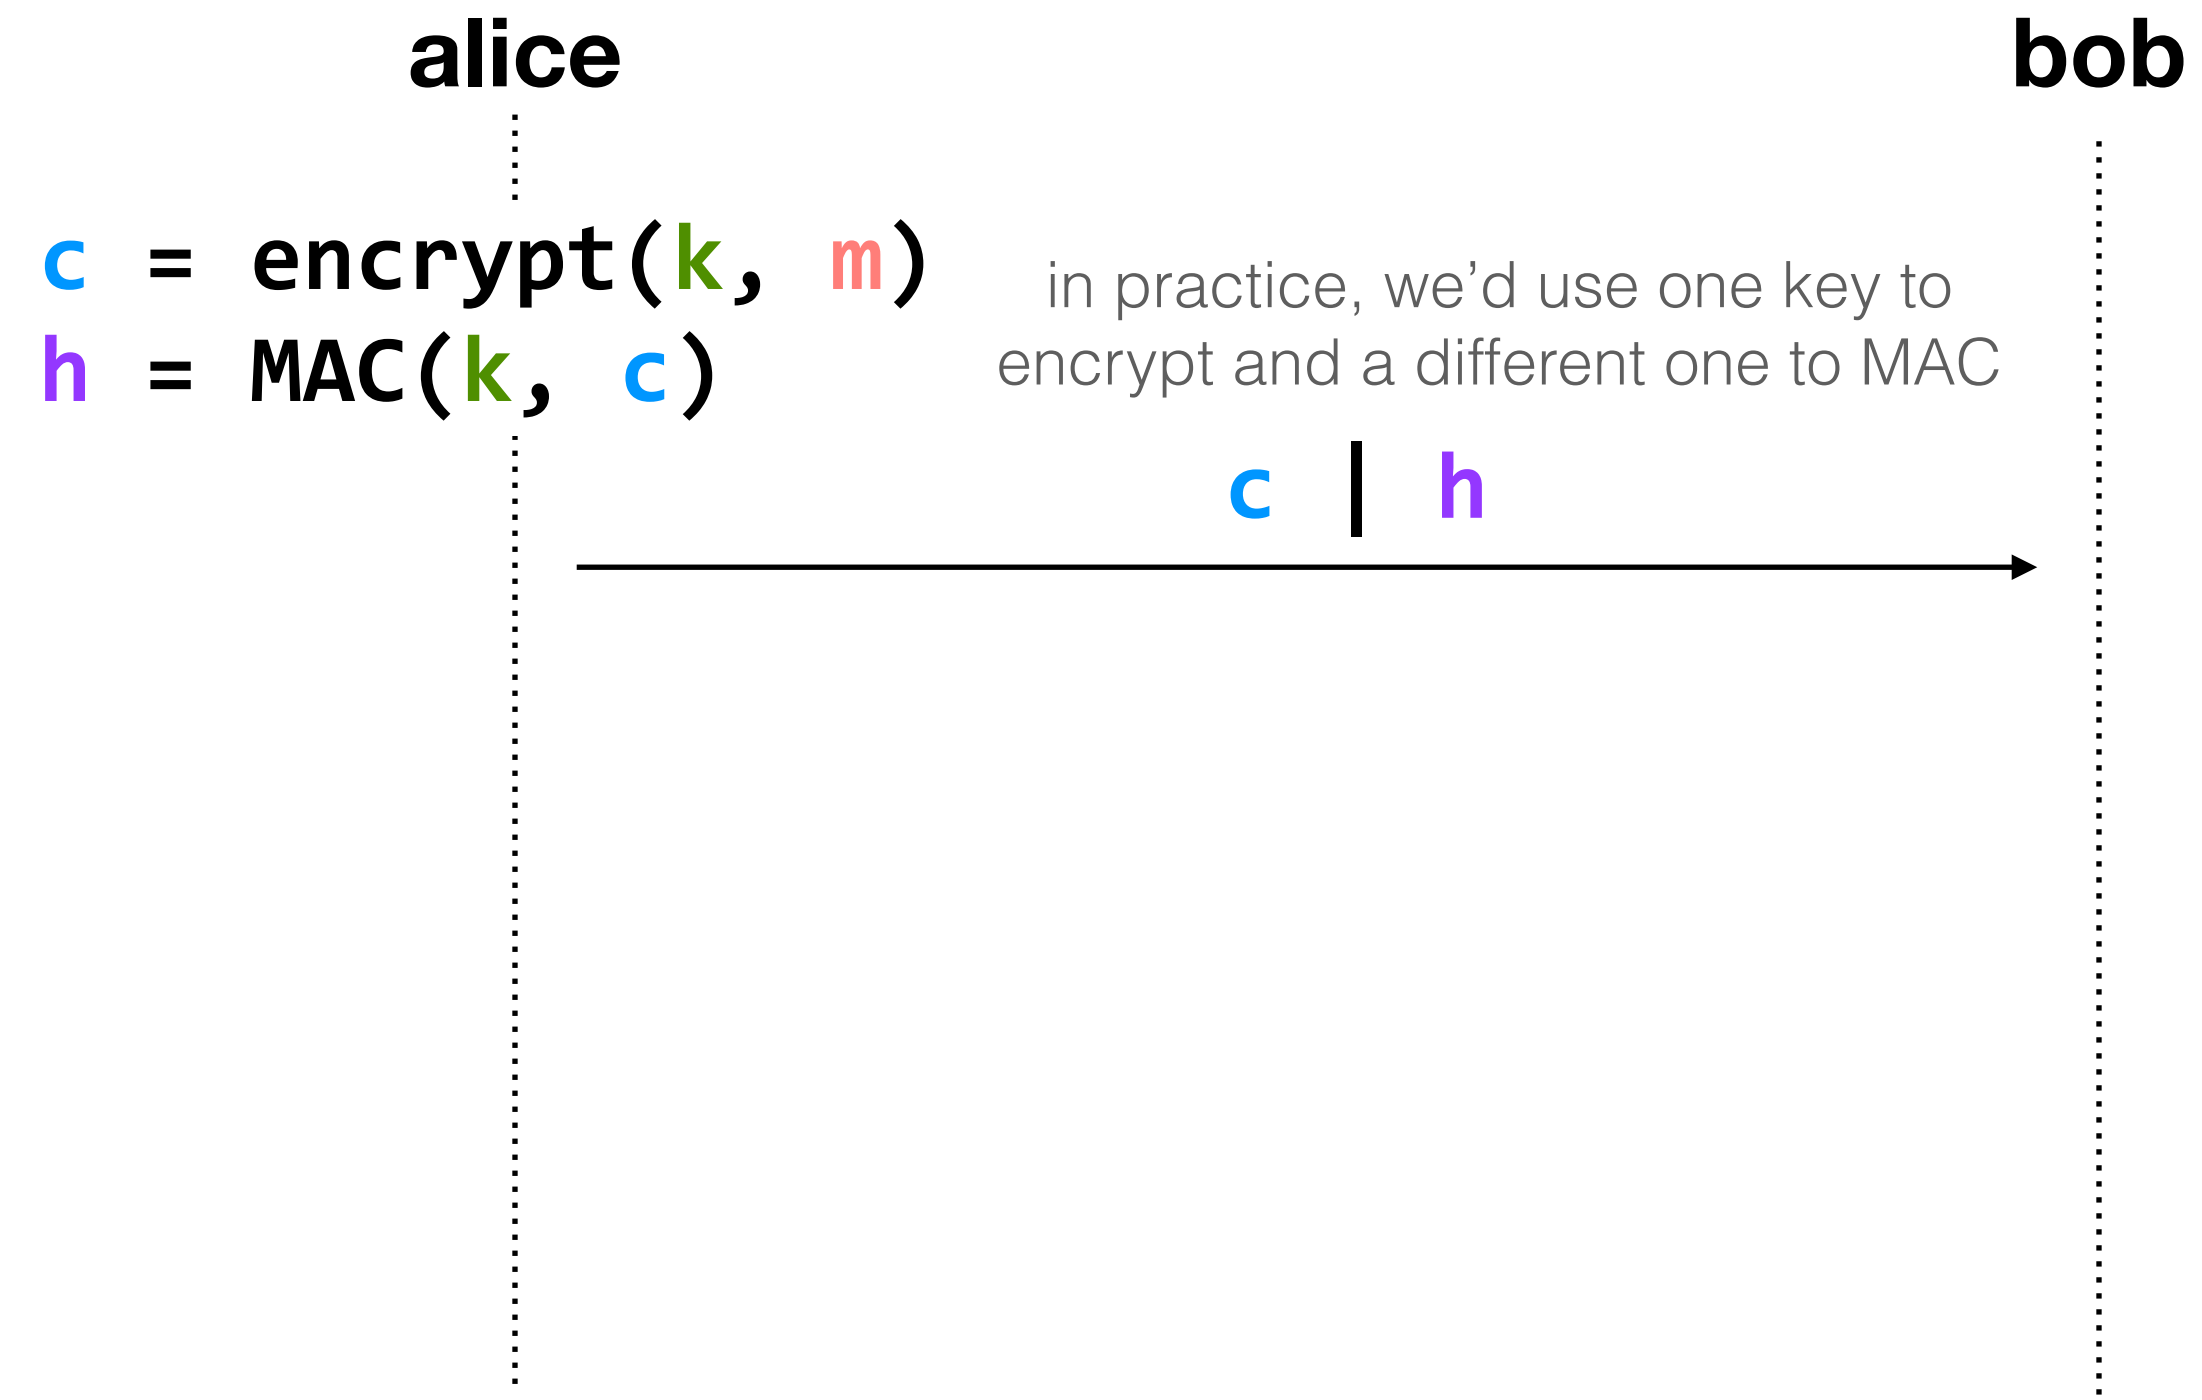 alice
bob
c = encrypt(k, m)
h = MAC(k, c)
in practice, we’d use one key to
encrypt and a different one to MAC
c | h